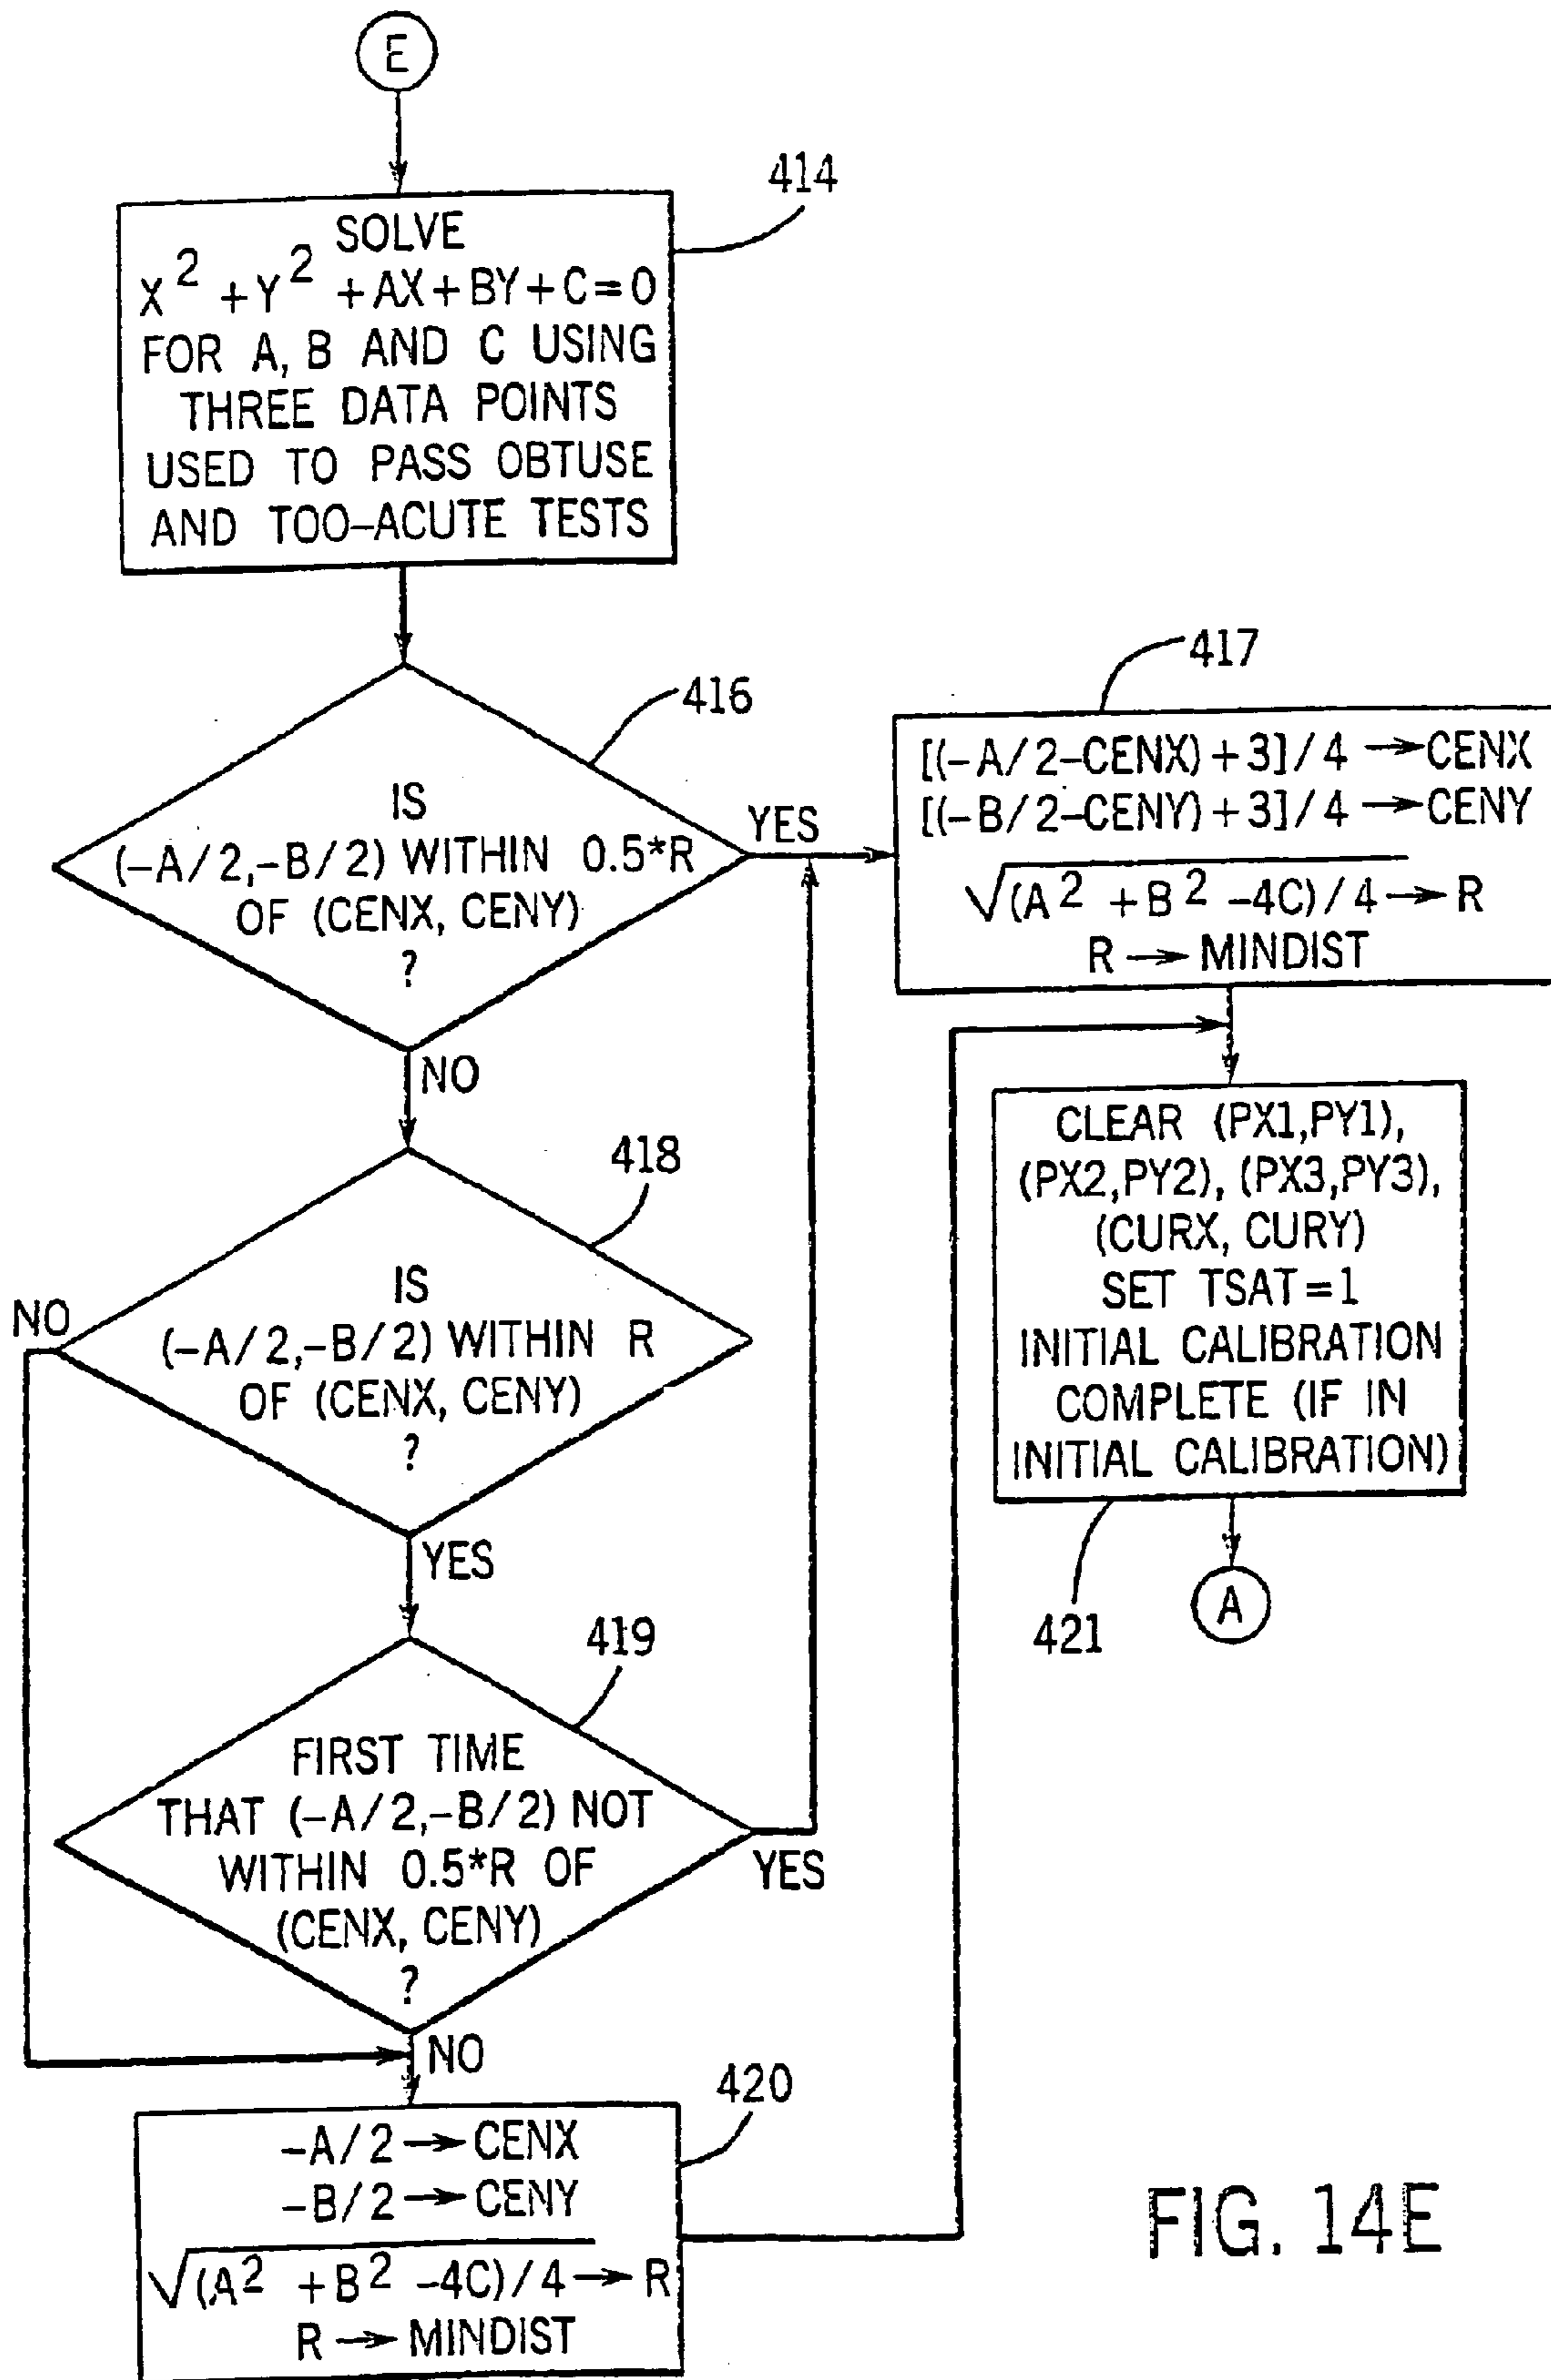 E
414
SOLVE
X² +Y² +AX+BY+C=0
FOR A, B AND C USING
THREE DATA POINTS
USED TO PASS OBTUSE
AND TOO-ACUTE TESTS
416
IS
(-A/2,-B/2) WITHIN 0.5*R
OF (CENX, CENY)
?
YES
NO
417
[(-A/2-CENX)+3]/4→CENX
[(-B/2-CENY)+3]/4→CENY
√(A² +B² -4C)/4→R
R→MINDIST
418
IS
(-A/2,-B/2) WITHIN R
OF (CENX, CENY)
?
NO
YES
419
FIRST TIME
THAT (-A/2,-B/2) NOT
WITHIN 0.5*R OF
(CENX, CENY)
?
YES
NO
420
-A/2→CENX
-B/2→CENY
√(A² +B² -4C)/4→R
R→MINDIST
CLEAR (PX1,PY1),
(PX2,PY2), (PX3,PY3),
(CURX, CURY)
SET TSAT=1
INITIAL CALIBRATION
COMPLETE (IF IN
INITIAL CALIBRATION)
421
A
FIG. 14E